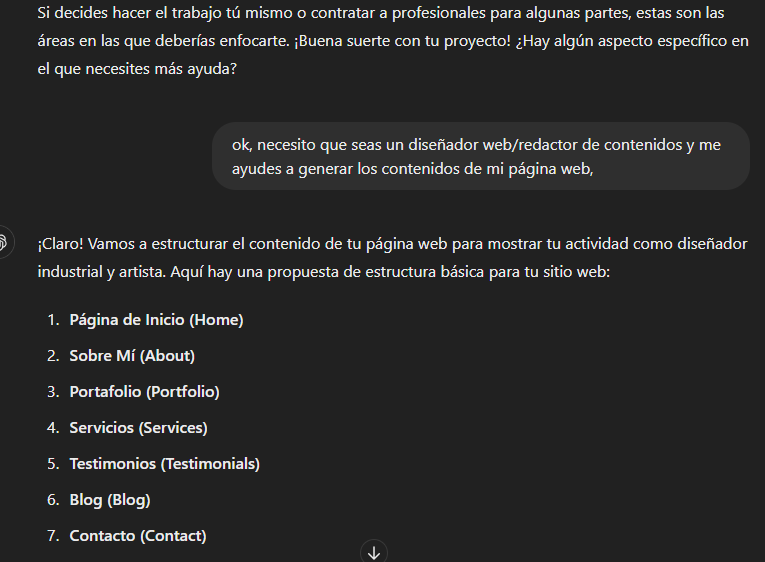 Si decides hacer el trabajo tú mismo o contratar a profesionales para algunas partes, estas son las
áreas en las que deberías enfocarte. ¡Buena suerte con tu proyecto! ¿Hay algún aspecto específico en
el que necesites más ayuda?
ok, necesito que seas un diseñador web/redactor de contenidos y me
ayudes a generar los contenidos de mi página web,
¡Claro! Vamos a estructurar el contenido de tu página web para mostrar tu actividad como diseñador
industrial y artista. Aquí hay una propuesta de estructura básica para tu sitio web:
1. Página de Inicio (Home)
2. Sobre Mí (About)
3. Portafolio (Portfolio)
4. Servicios (Services)
5. Testimonios (Testimonials)
6. Blog (Blog)
7. Contacto (Contact)